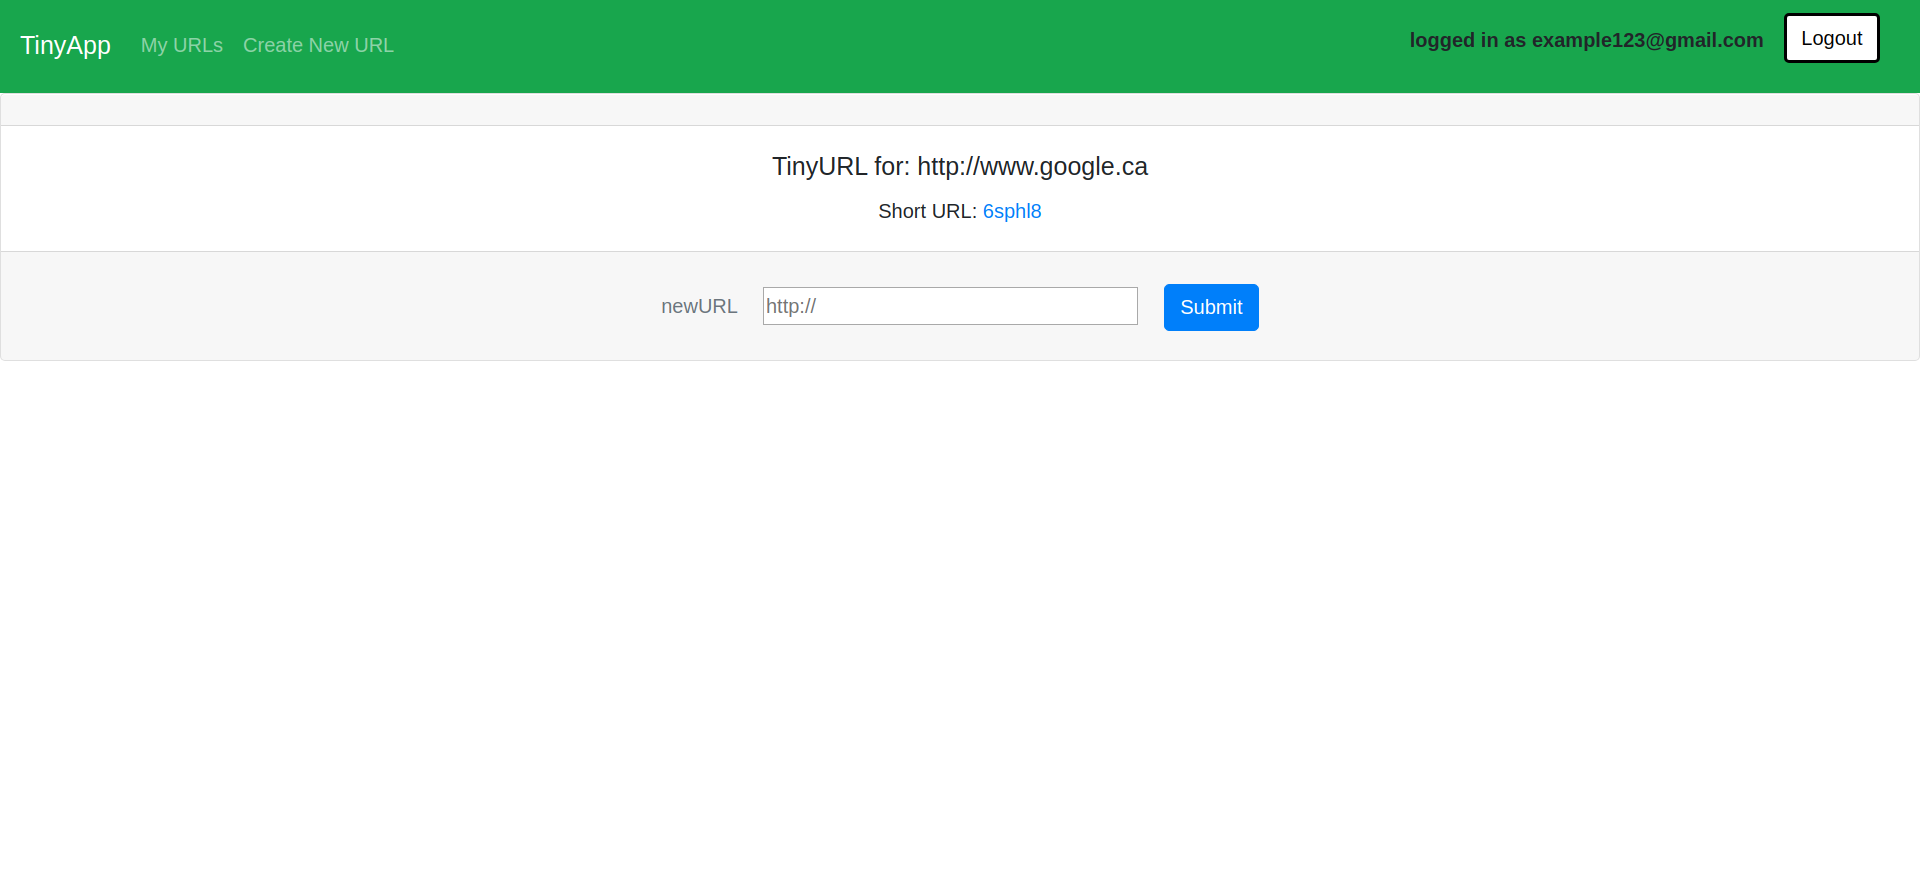 TinyApp My URLs Create New URL logged in as example123@gmail.com Logout
TinyURL for: http://www.google.ca
Short URL: 6sphl8
newURL http:// Submit